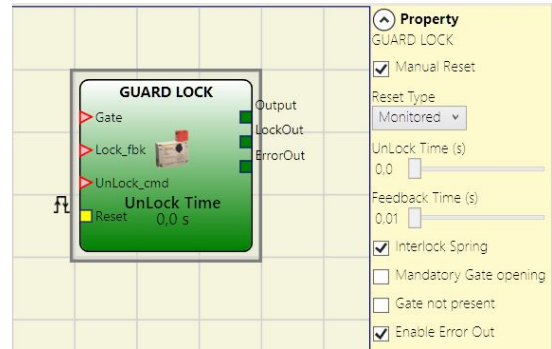 GUARD LOCK
Gate
Lock_fbk
UnLock_cmd
Reset
UnLock Time
0,0 s
Output
LockOut
ErrorOut
Property
GUARD LOCK
Manual Reset
Reset Type
Monitored
UnLock Time (s)
0,0
Feedback Time (s)
0.01
Interlock Spring
Mandatory Gate opening
Gate not present
Enable Error Out